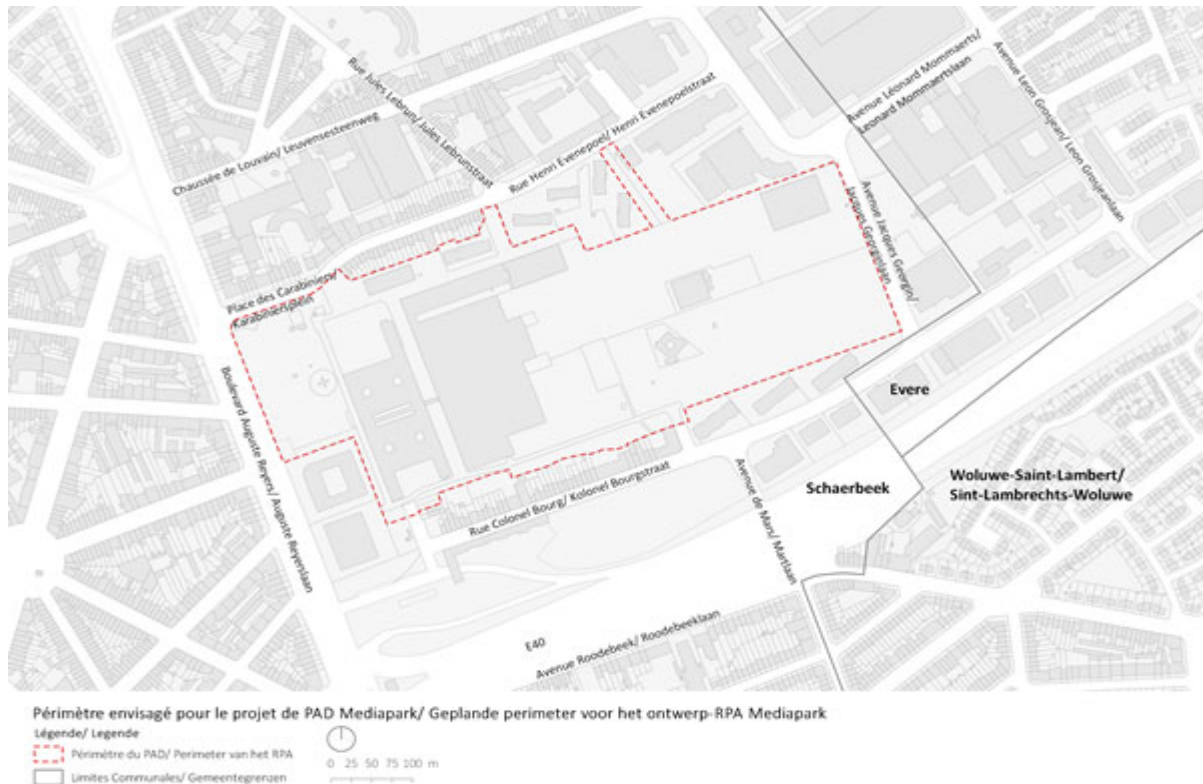 Rue Jules Lebrun/ Jules Lebrunstraat
Avenue Léonard Mommaerts/
Leonard Mommaertslaan
Avenue Leon Grosjean/ Leon Grosjeanlaan
Chaussée de Louvain/ Leuvensesteenweg
Rue Henri Evenepoel/ Henri Evenepoelstraat
Avenue Jacques Georgin/
Jacques Georginlaan
Place des Carabiniers/
Karabiniersplein
Boulevard Auguste Reyers/ Auguste Reyerslaan
Evere
Schaerbeek
Woluwe-Saint-Lambert/
Sint-Lambrechts-Woluwe
Rue Colonel Bourg/ Kolonel Bourgstraat
Avenue de Mars/ Marslaan
E40
Avenue Roodebeek/ Roodebeeklaan
Périmètre envisagé pour le projet de PAD Mediapark/ Geplande perimeter voor het ontwerp-RPA Mediapark
Légende/ Legende
Périmètre du PAD/ Perimeter van het RPA
Limites Communales/ Gemeentegrenzen
0 25 50 75 100 m